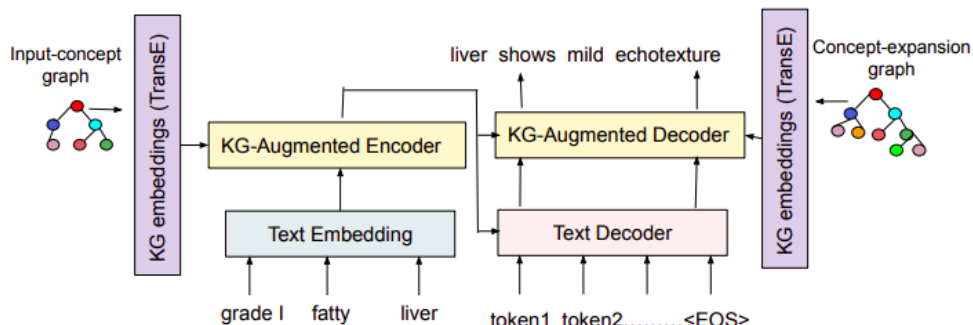 Input-concept
graph
KG embeddings (TransE)
liver shows mild echotexture
KG-Augmented Encoder
KG-Augmented Decoder
Concept-expansion
graph
KG embeddings (TransE)
Text Embedding
Text Decoder
grade I fatty liver
token1 token2.........<EOS>